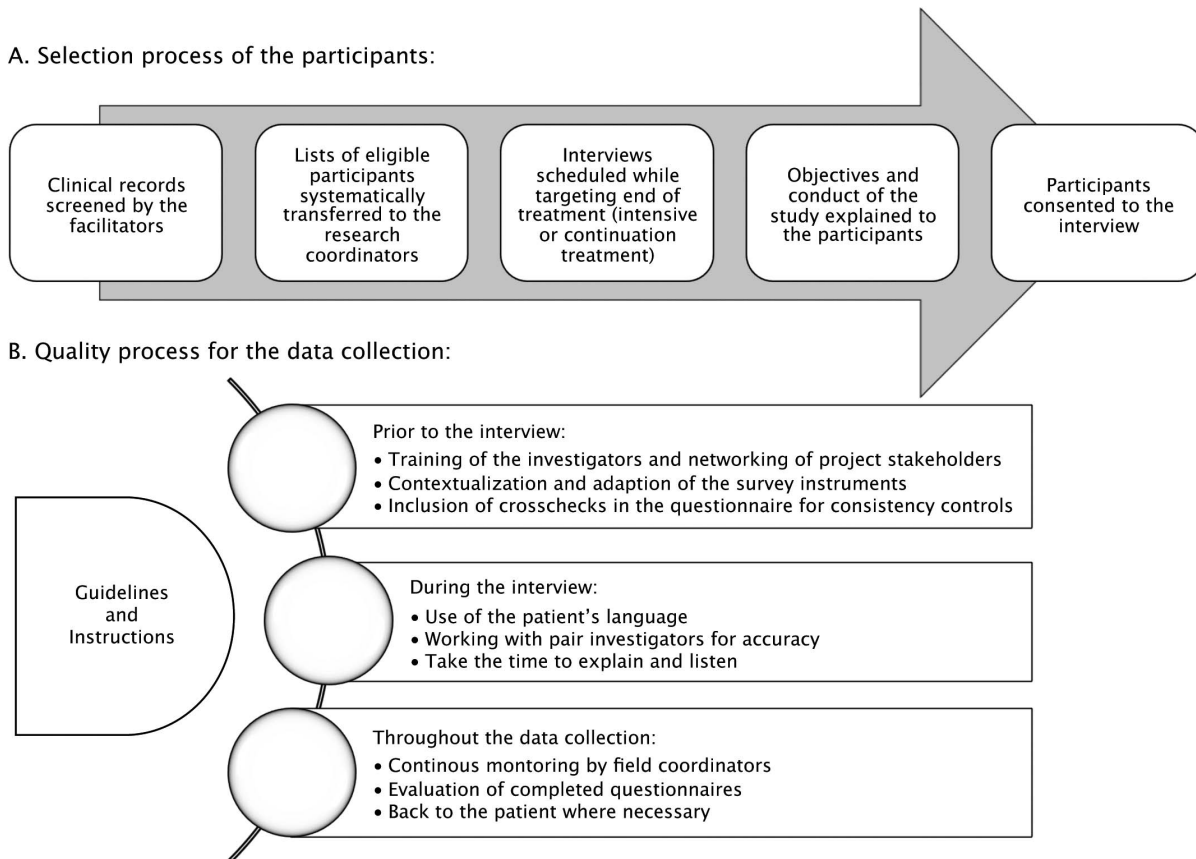 A. Selection process of the participants:
Clinical records
screened by the
facilitators
Lists of eligible
participants
systematically
transferred to the
research
coordinators
Interviews
scheduled while
targeting end of
treatment (intensive
or continuation
treatment)
Objectives and
conduct of the
study explained to
the participants
Participants
consented to the
interview
B. Quality process for the data collection:
Guidelines
and
Instructions
Prior to the interview:
• Training of the investigators and networking of project stakeholders
• Contextualization and adaption of the survey instruments
• Inclusion of crosschecks in the questionnaire for consistency controls
During the interview:
• Use of the patient’s language
• Working with pair investigators for accuracy
• Take the time to explain and listen
Throughout the data collection:
• Continous montoring by field coordinators
• Evaluation of completed questionnaires
• Back to the patient where necessary